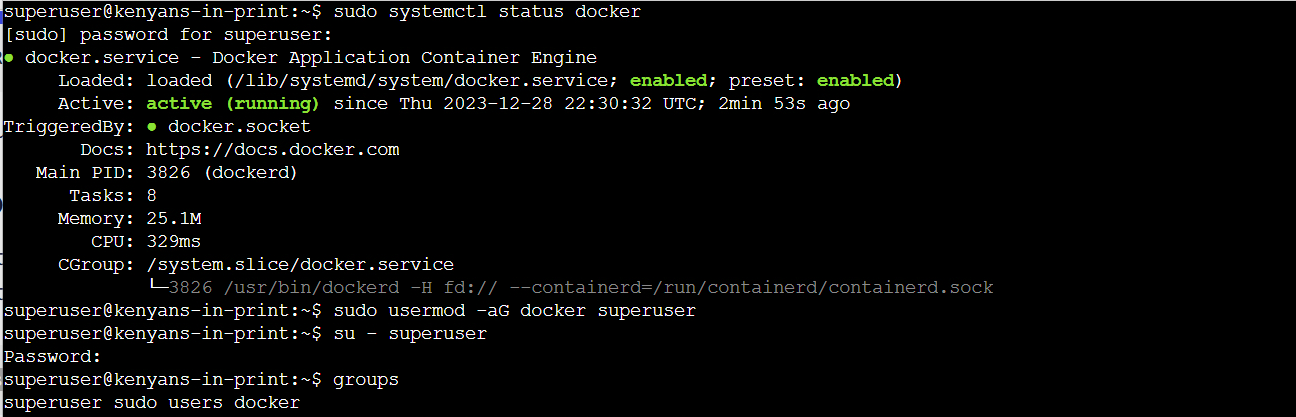 superuser@kenyans-in-print:~$ sudo systemctl status docker
[sudo] password for superuser:
● docker.service - Docker Application Container Engine
     Loaded: loaded (/lib/systemd/system/docker.service; enabled; preset: enabled)
     Active: active (running) since Thu 2023-12-28 22:30:32 UTC; 2min 53s ago
TriggeredBy: ● docker.socket
       Docs: https://docs.docker.com
   Main PID: 3826 (dockerd)
      Tasks: 8
     Memory: 25.1M
        CPU: 329ms
     CGroup: /system.slice/docker.service
             └─3826 /usr/bin/dockerd -H fd:// --containerd=/run/containerd/containerd.sock
superuser@kenyans-in-print:~$ sudo usermod -aG docker superuser
superuser@kenyans-in-print:~$ su - superuser
Password:
superuser@kenyans-in-print:~$ groups
superuser sudo users docker